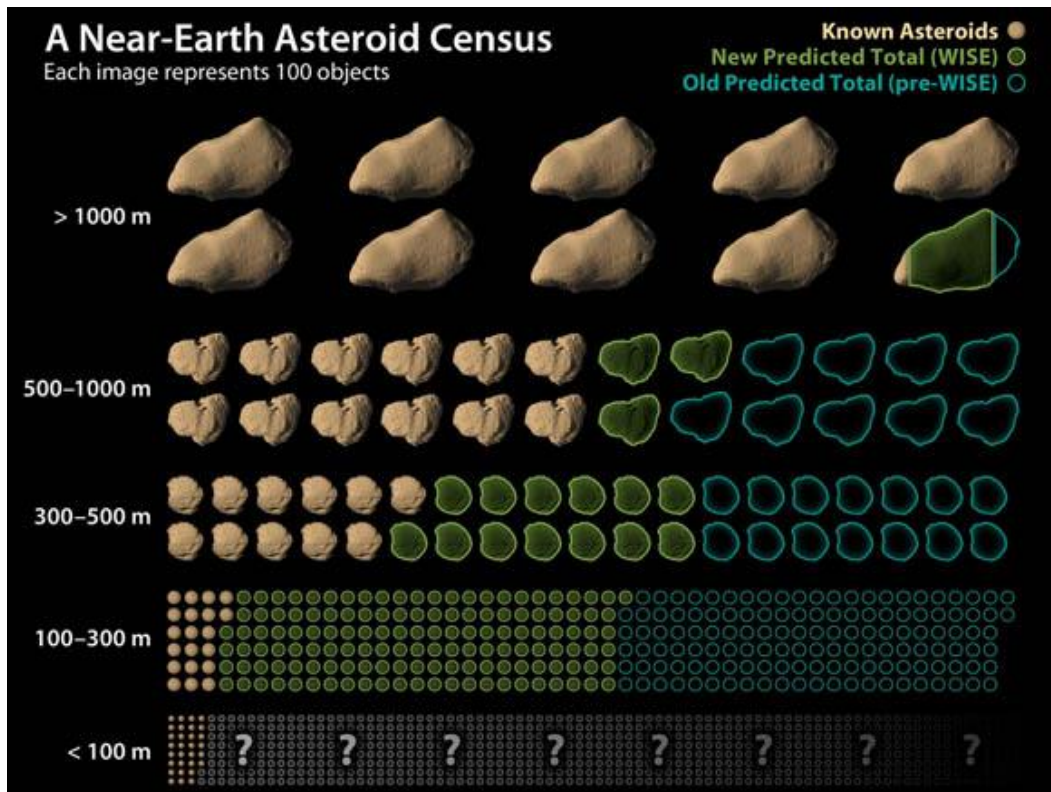 A Near-Earth Asteroid Census
Each image represents 100 objects
Known Asteroids
New Predicted Total (WISE)
Old Predicted Total (pre-WISE)
> 1000 m
500–1000 m
300–500 m
100–300 m
< 100 m
? ? ? ? ? ? ? ?